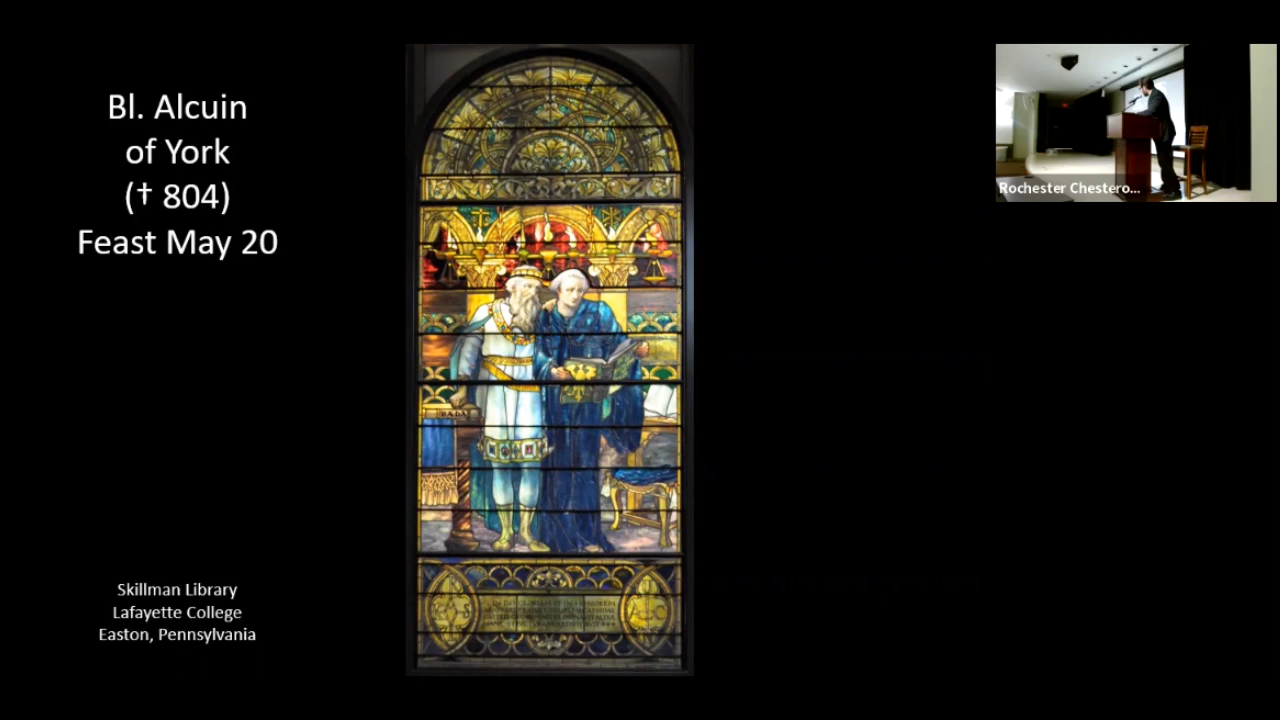 Bl. Alcuin
of York
(† 804)
Feast May 20
Skillman Library
Lafayette College
Easton, Pennsylvania
Rochester Chestero...